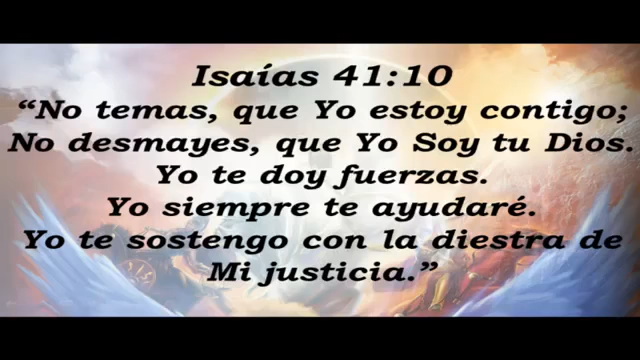 Isaías 41:10
“No temas, que Yo estoy contigo;
No desmayes, que Yo Soy tu Dios.
Yo te doy fuerzas.
Yo siempre te ayudaré.
Yo te sostengo con la diestra de
Mi justicia.”